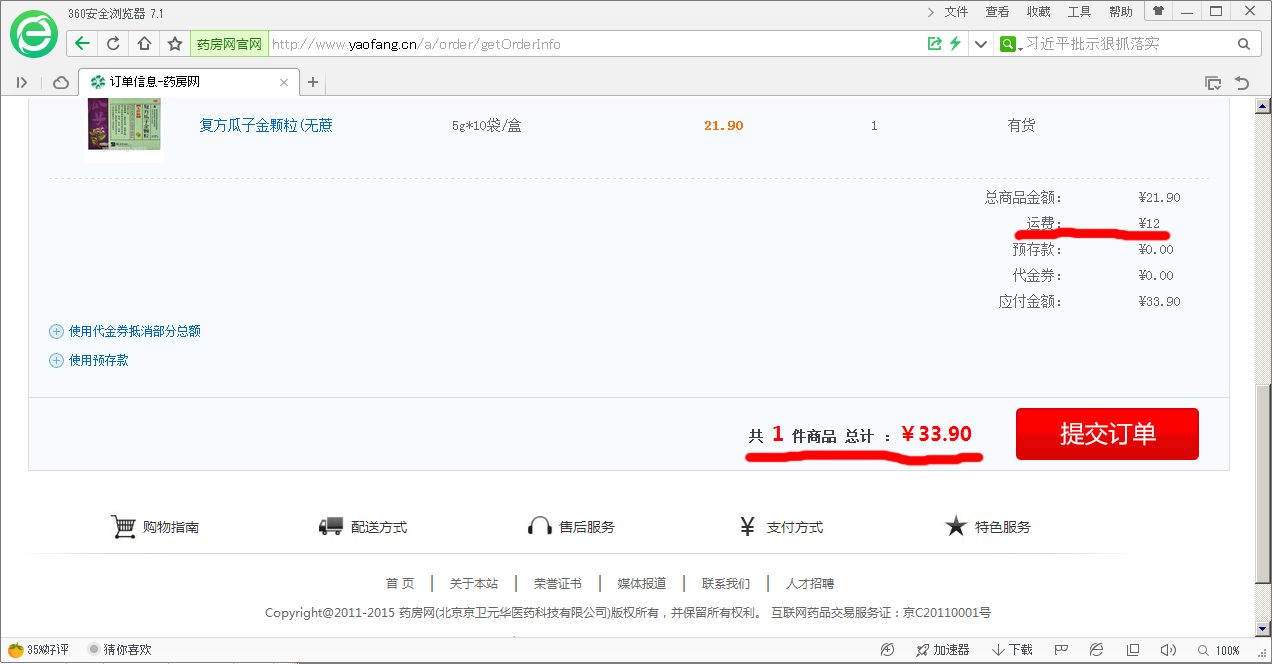 360安全浏览器 7.1
文件 查看 收藏 工具 帮助
药房网官网 http://www.yaofang.cn/a/order/getOrderInfo
习近平批示狠抓落实
订单信息-药房网
复方瓜子金颗粒(无蔗 5g*10袋/盒 21.90 1 有货
总商品金额： ¥21.90
运费： ¥12
预存款： ¥0.00
代金券： ¥0.00
应付金额： ¥33.90
使用代金券抵消部分总额
使用预存款
共 1 件商品 总计 ：￥33.90
提交订单
购物指南 配送方式 售后服务 ¥ 支付方式 特色服务
首 页 关于本站 荣誉证书 媒体报道 联系我们 人才招聘
Copyright@2011-2015 药房网(北京京卫元华医药科技有限公司)版权所有，并保留所有权利。 互联网药品交易服务证：京C20110001号
35%好评 猜你喜欢 加速器 下载 100%